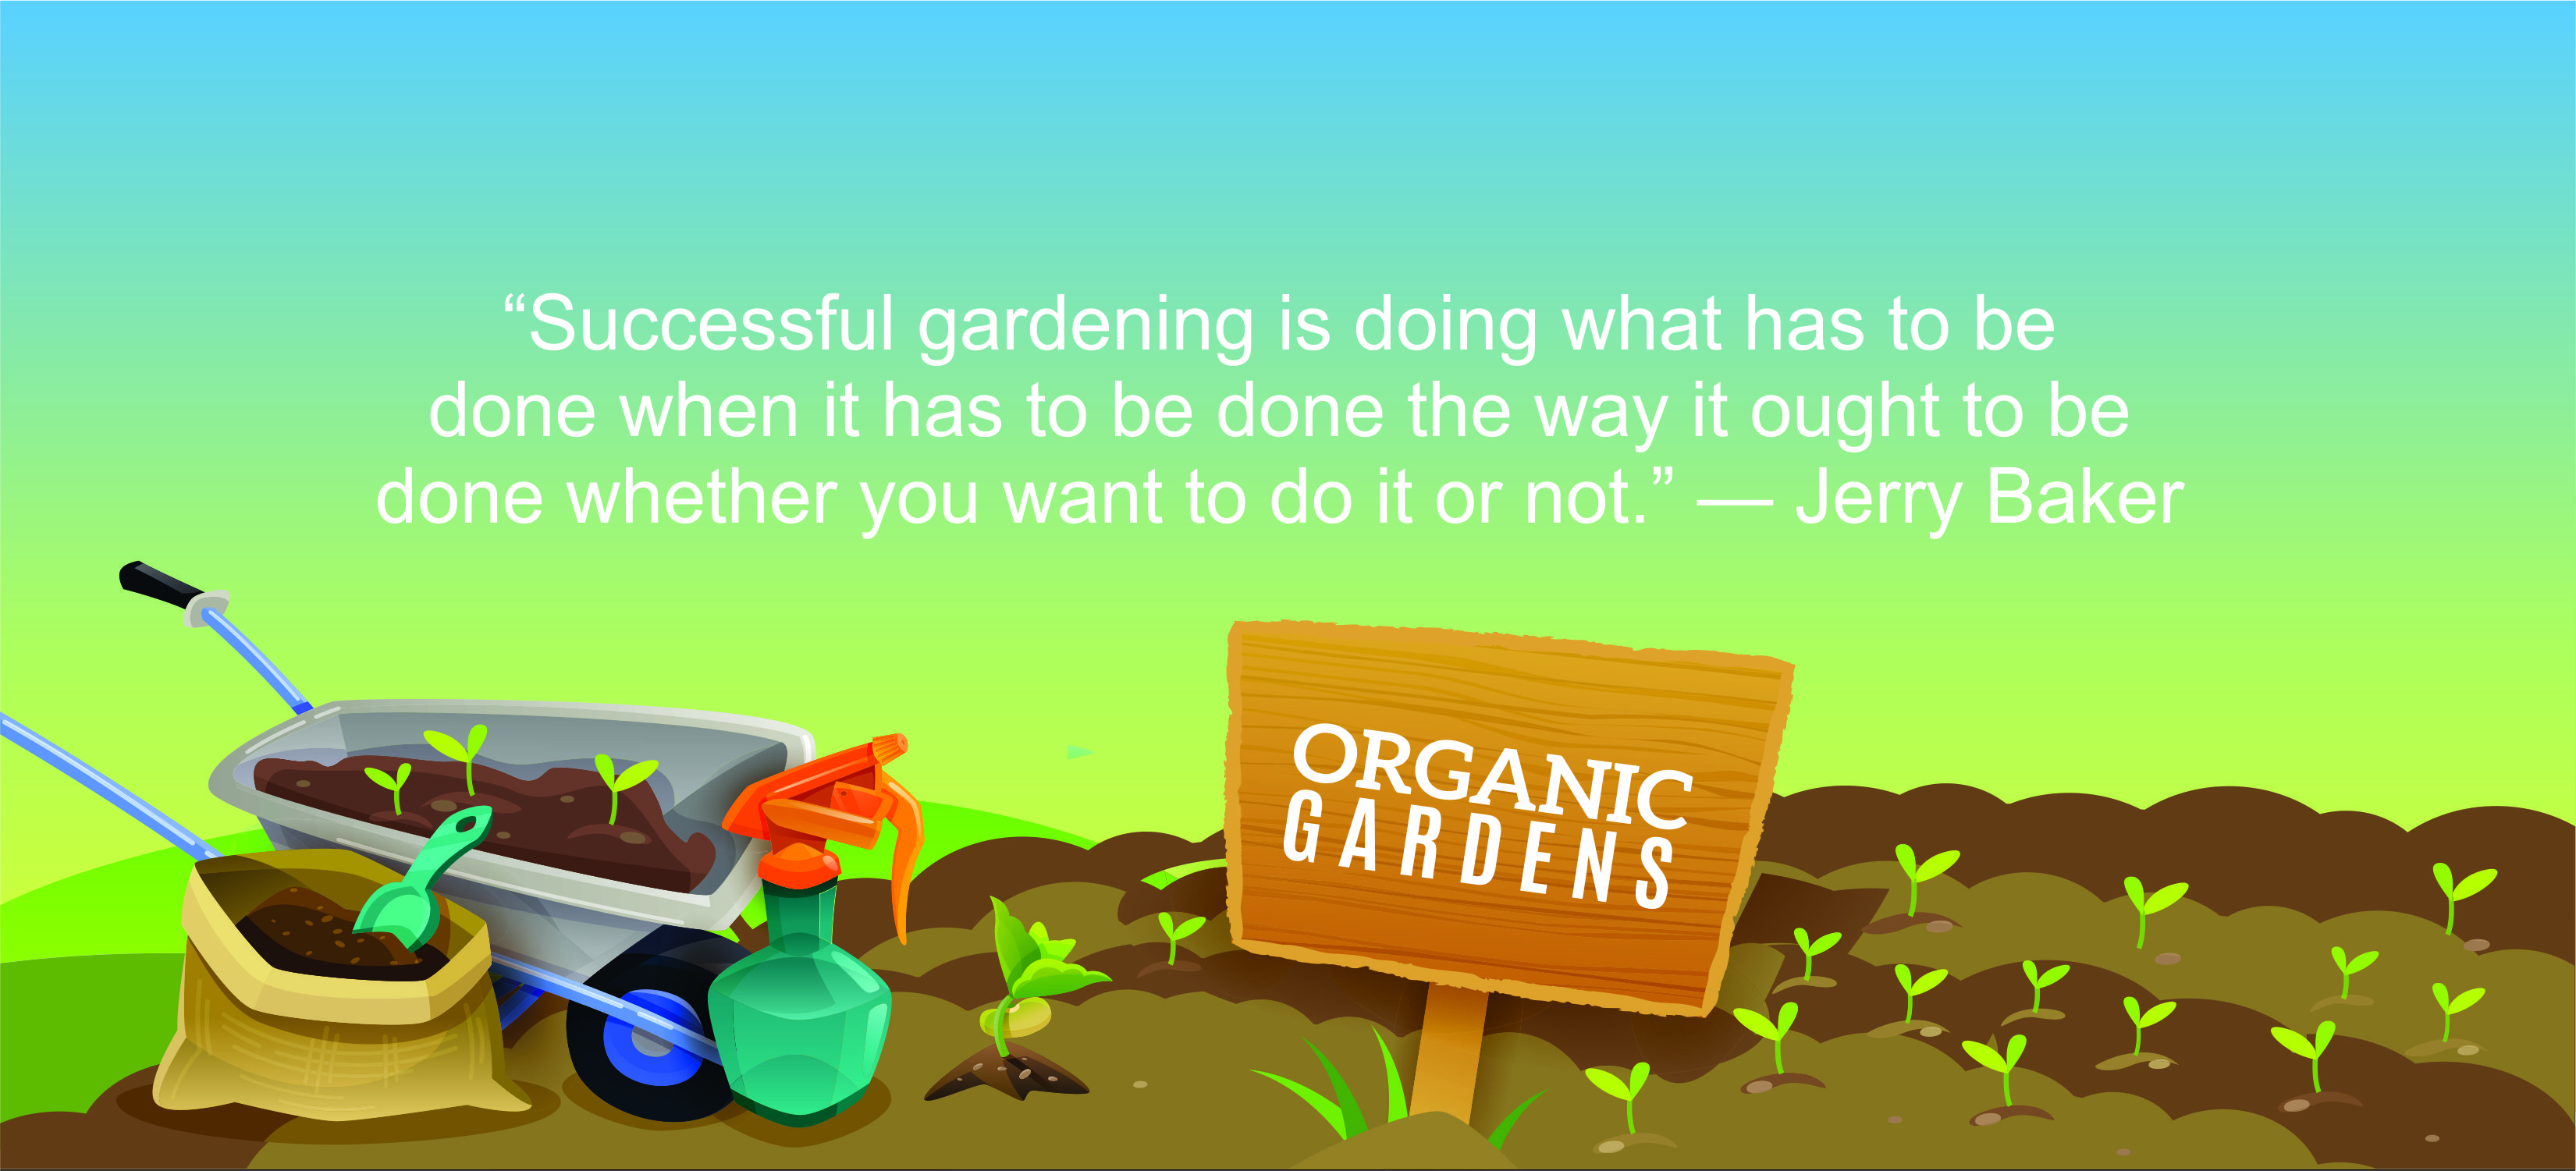 “Successful gardening is doing what has to be
done when it has to be done the way it ought to be
done whether you want to do it or not.” — Jerry Baker
ORGANIC
GARDENS